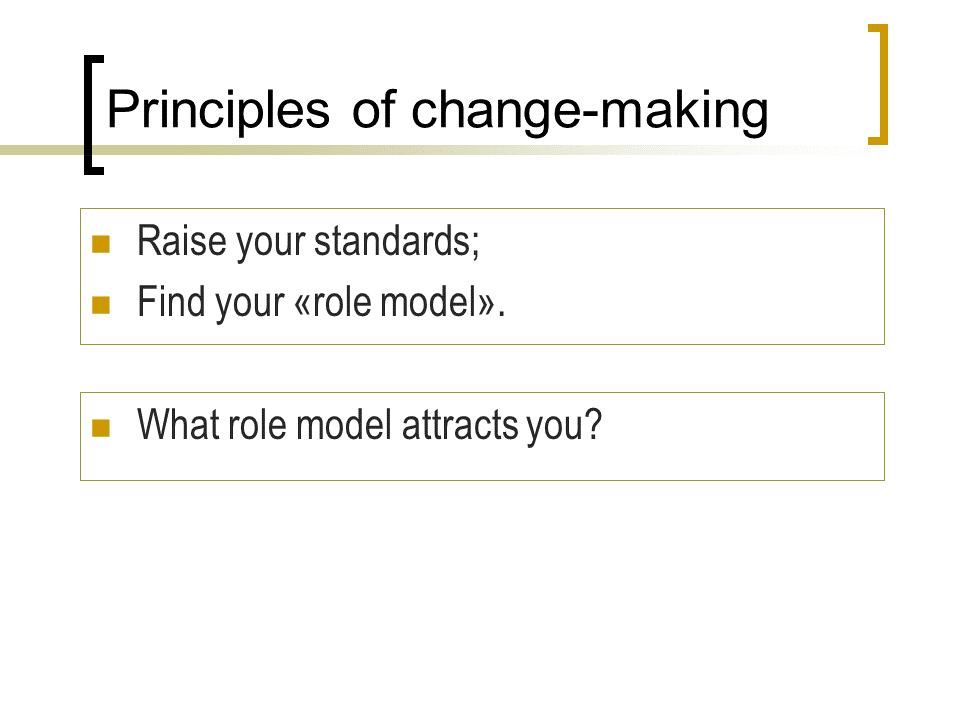 Principles of change-making
Raise your standards;
Find your «role model».
What role model attracts you?